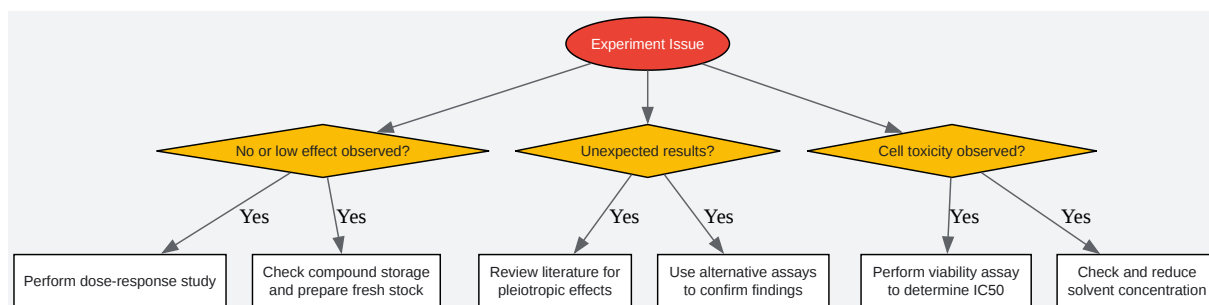 Experiment Issue
No or low effect observed?
Unexpected results?
Cell toxicity observed?
Yes
Yes
Yes
Yes
Yes
Yes
Perform dose-response study
Check compound storage
and prepare fresh stock
Review literature for
pleiotropic effects
Use alternative assays
to confirm findings
Perform viability assay
to determine IC50
Check and reduce
solvent concentration